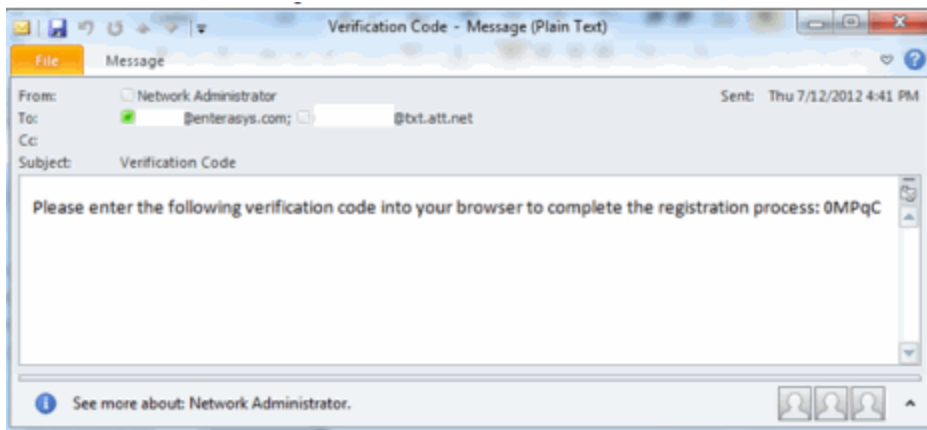 Verification Code - Message (Plain Text)
File Message
From: Network Administrator Sent: Thu 7/12/2012 4:41 PM
To: @enterasys.com; @txt.att.net
Cc:
Subject: Verification Code
Please enter the following verification code into your browser to complete the registration process: 0MPqC
See more about: Network Administrator.